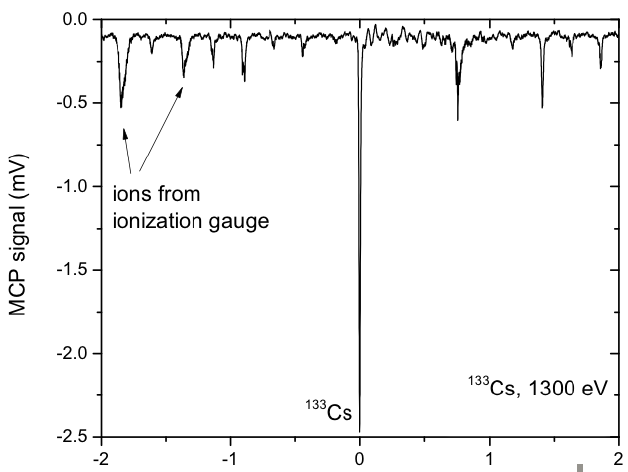 0.0
-0.5
ions from
ionization gauge
-1.0
MCP signal (mV)
-1.5
-2.0
¹³³Cs, 1300 eV
¹³³Cs
-2.5
-2 -1 0 1 2